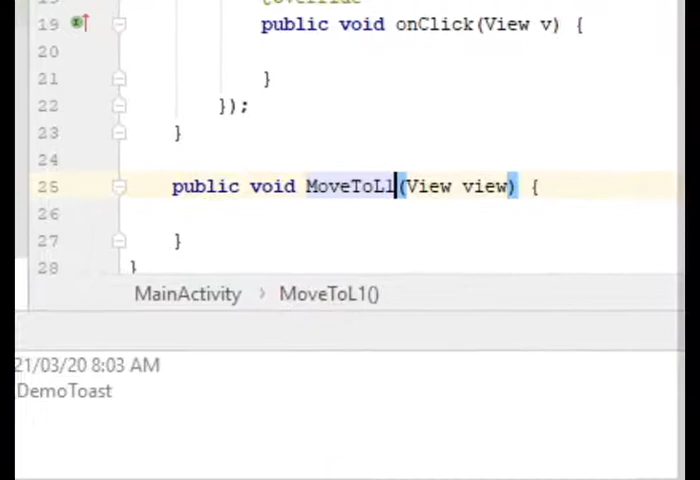 @Override
19 public void onClick(View v) {
20
21 }
22 });
23 }
24
25 public void MoveToL1(View view) {
26
27 }
28 }
MainActivity › MoveToL1()
21/03/20 8:03 AM
DemoToast